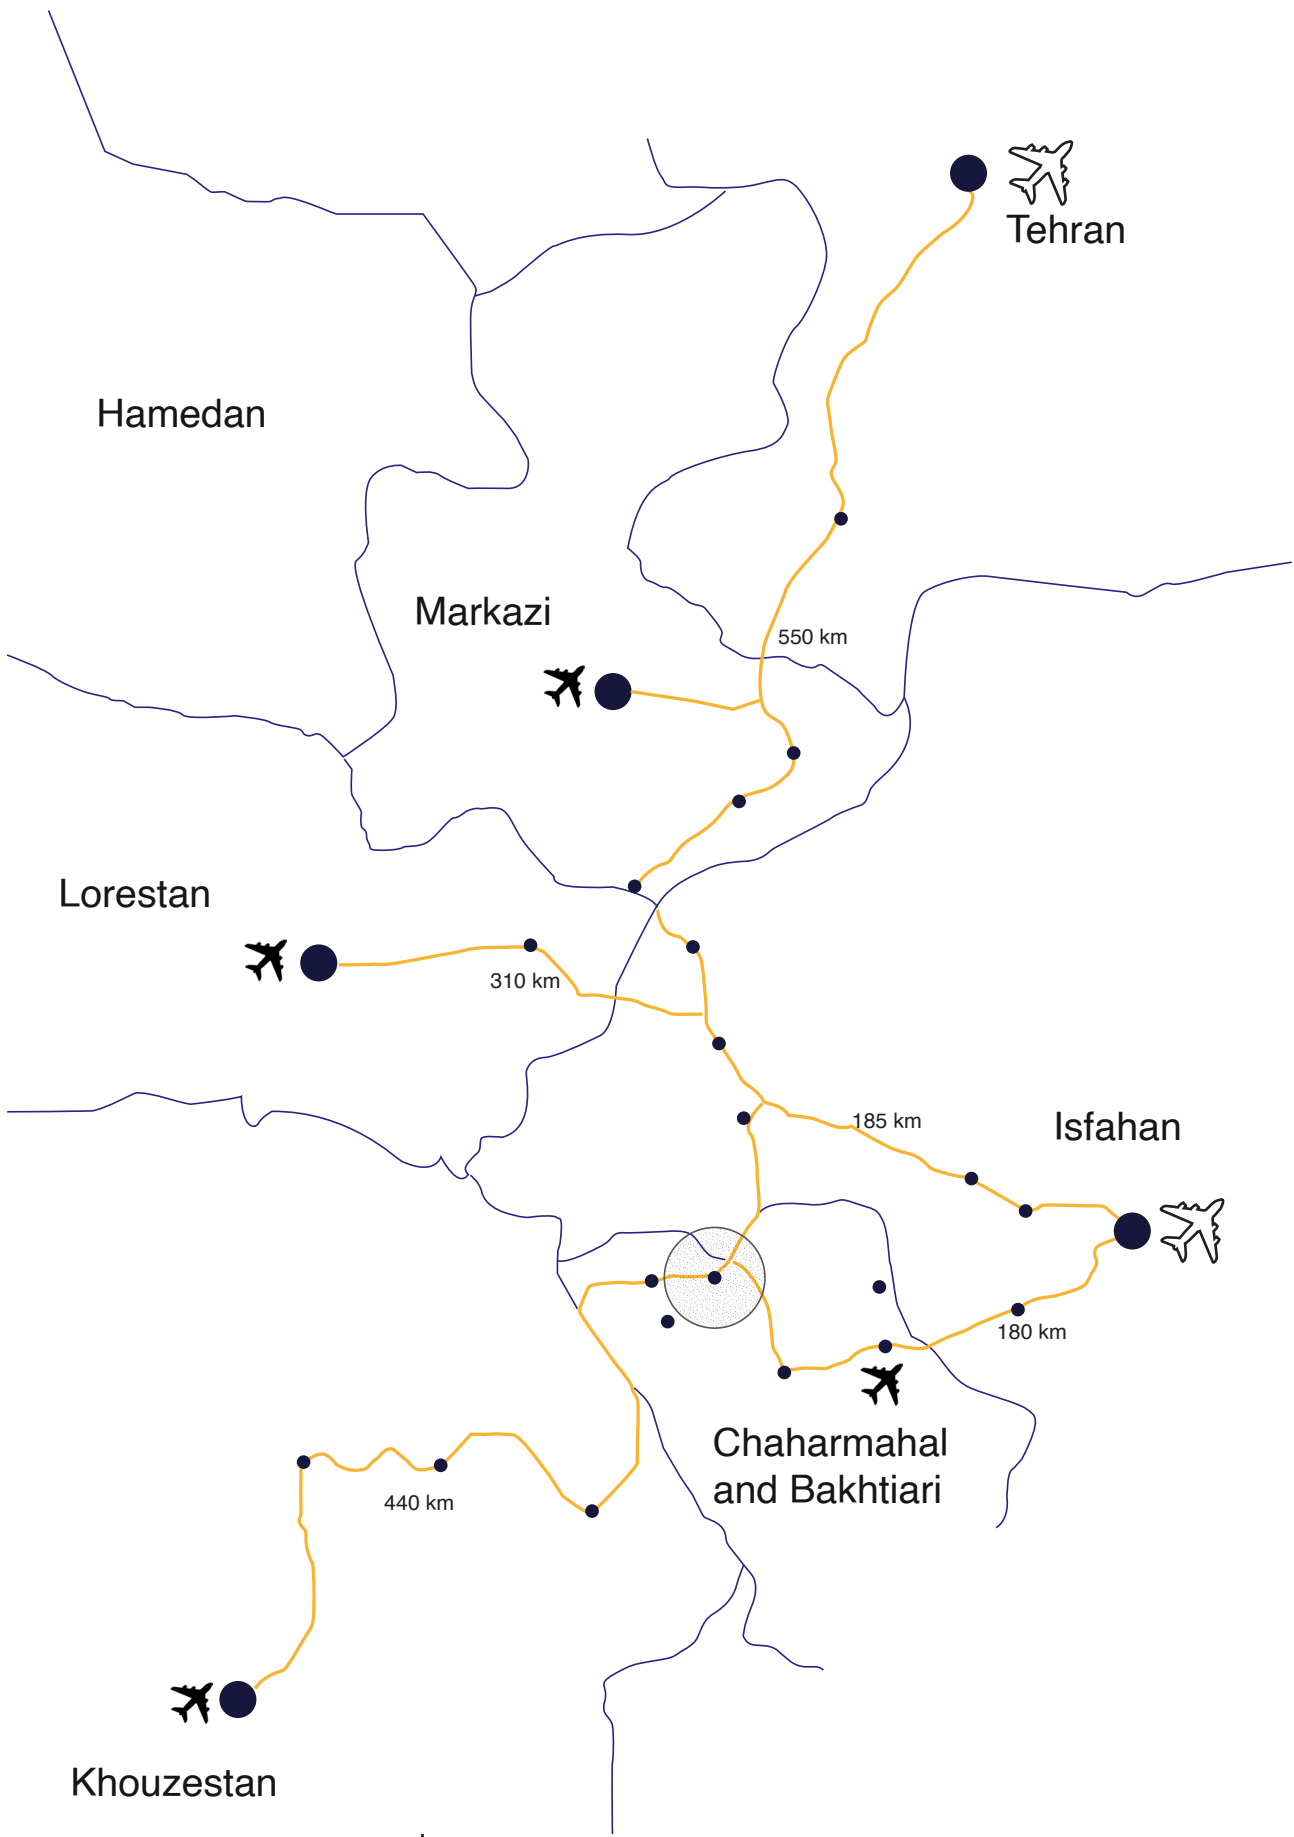 Tehran
Hamedan
Markazi
550 km
Lorestan
310 km
185 km
Isfahan
180 km
Chaharmahal
and Bakhtiari
440 km
Khouzestan